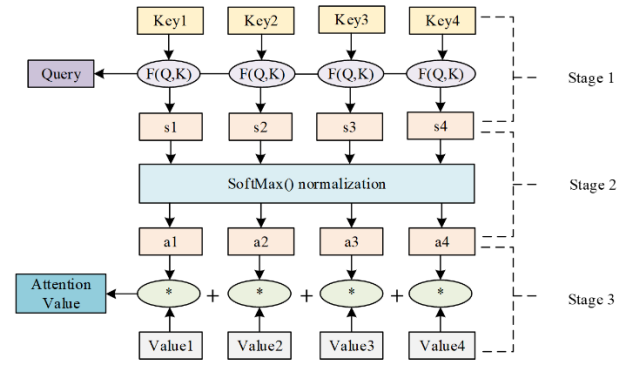 Key1 Key2 Key3 Key4
Query F(Q,K) F(Q,K) F(Q,K) F(Q,K) Stage 1
s1 s2 s3 s4
SoftMax() normalization Stage 2
a1 a2 a3 a4
Attention
Value * + * + * + * Stage 3
Value1 Value2 Value3 Value4